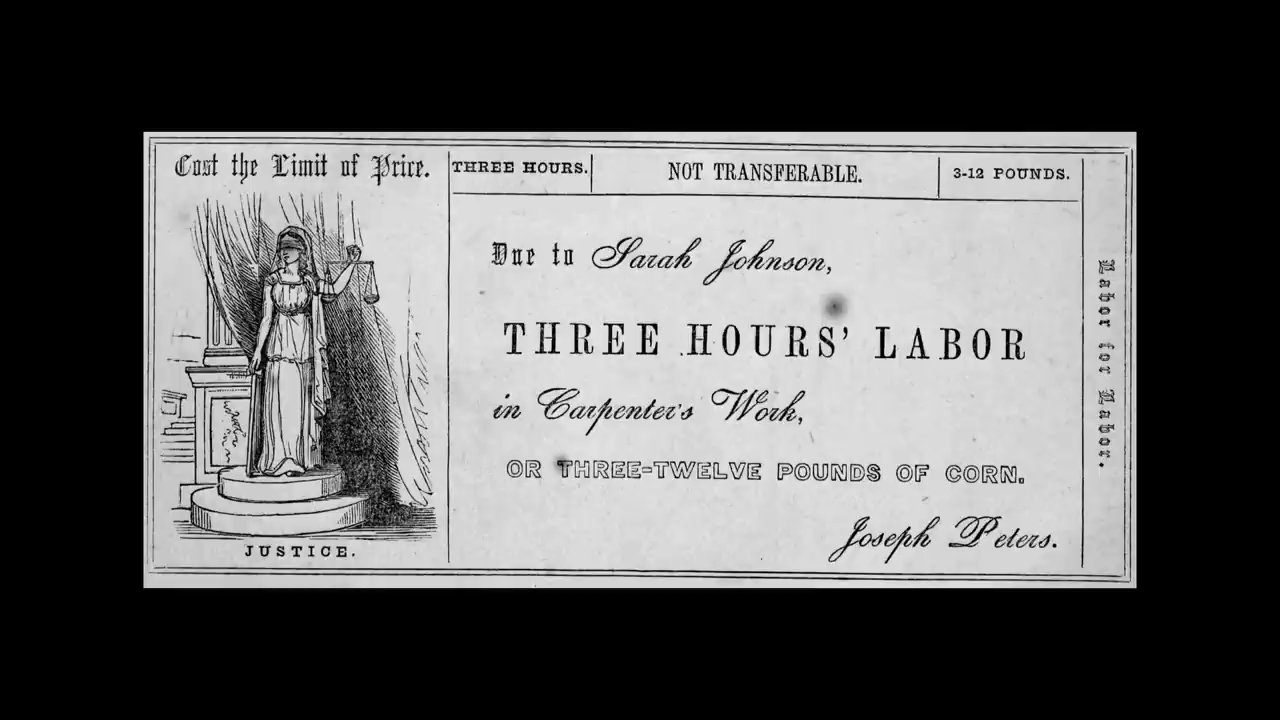 Cost the Limit of Price.
JUSTICE.
THREE HOURS.
NOT TRANSFERABLE.
3-12 POUNDS.
Due to Sarah Johnson,
THREE HOURS' LABOR
in Carpenter's Work,
OR THREE-TWELVE POUNDS OF CORN.
Joseph Peters.
Labor for Labor.